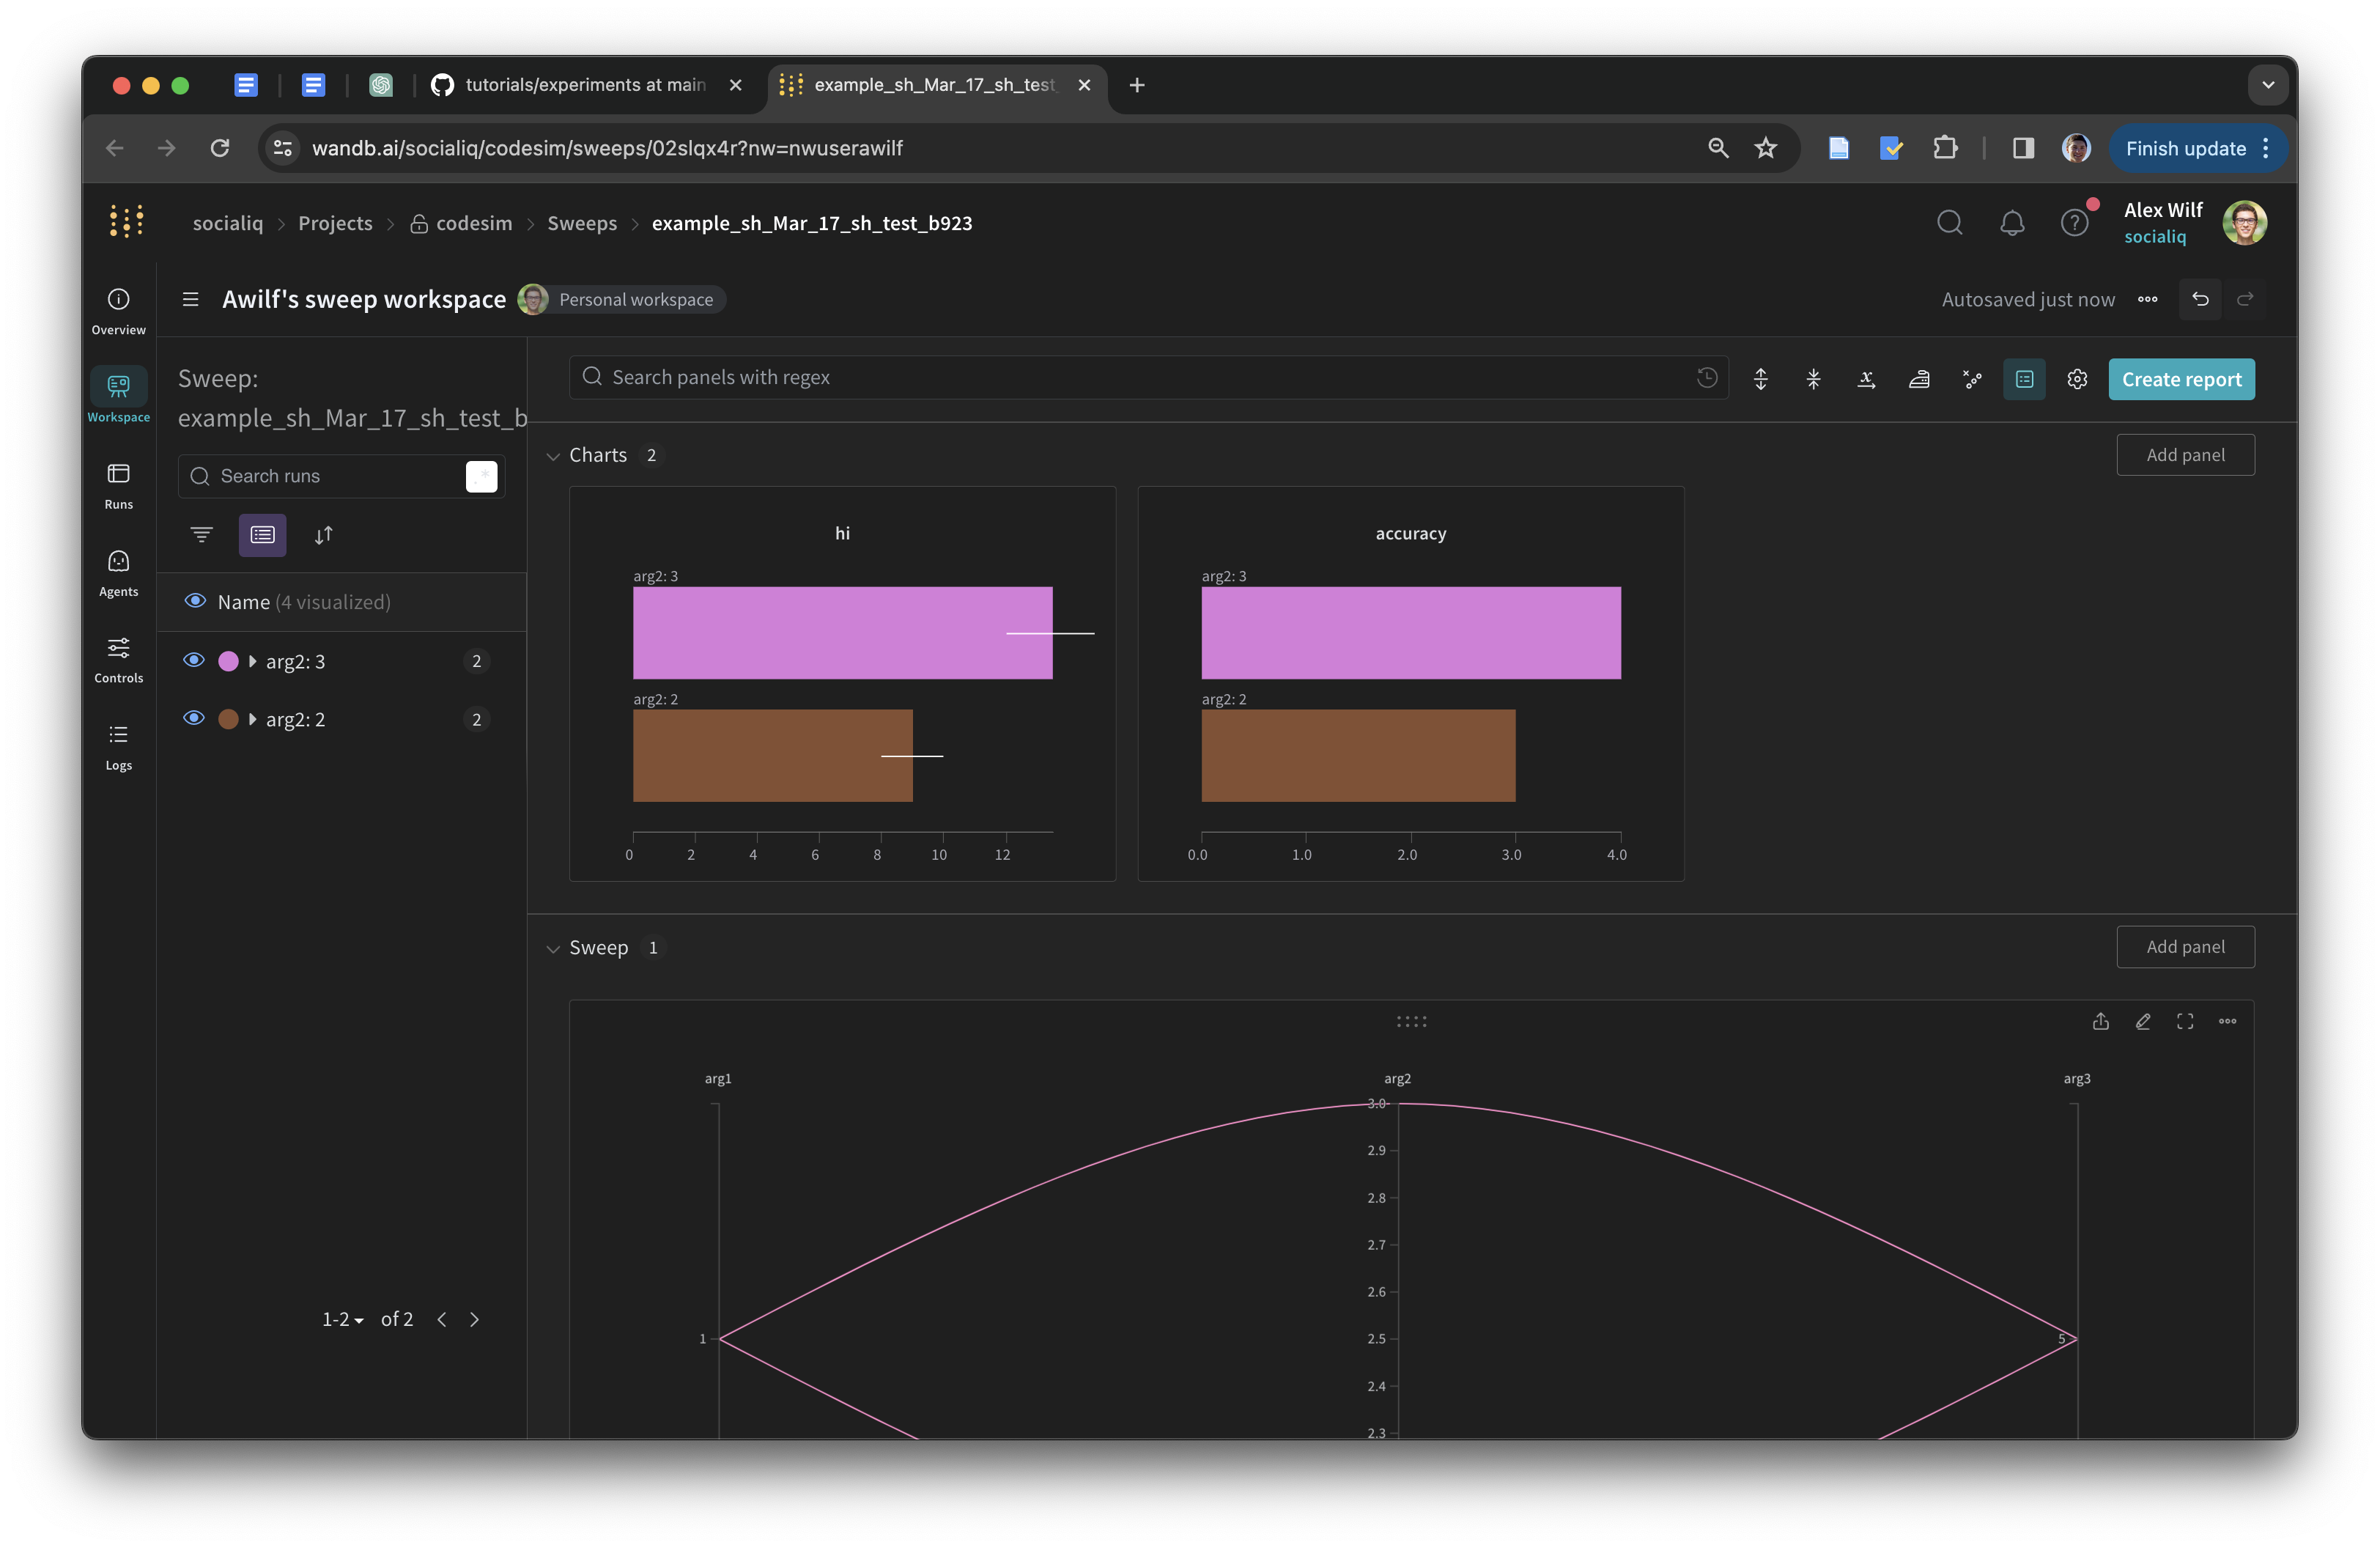 tutorials/experiments at main
example_sh_Mar_17_sh_test_
wandb.ai/socialiq/codesim/sweeps/02slqx4r?nw=nwuserawilf
Finish update
socialiq > Projects > codesim > Sweeps > example_sh_Mar_17_sh_test_b923
Alex Wilf
socialiq
Overview
Workspace
Runs
Agents
Controls
Logs
Awilf's sweep workspace
Personal workspace
Autosaved just now
Sweep:
example_sh_Mar_17_sh_test_b
Search runs
.*
Name (4 visualized)
arg2: 3 2
arg2: 2 2
1-2 of 2
Search panels with regex
Create report
Charts 2
Add panel
hi
arg2: 3
arg2: 2
0 2 4 6 8 10 12
accuracy
arg2: 3
arg2: 2
0.0 1.0 2.0 3.0 4.0
Sweep 1
Add panel
arg1
1
arg2
3.0
2.9
2.8
2.7
2.6
2.5
2.4
2.3
arg3
5